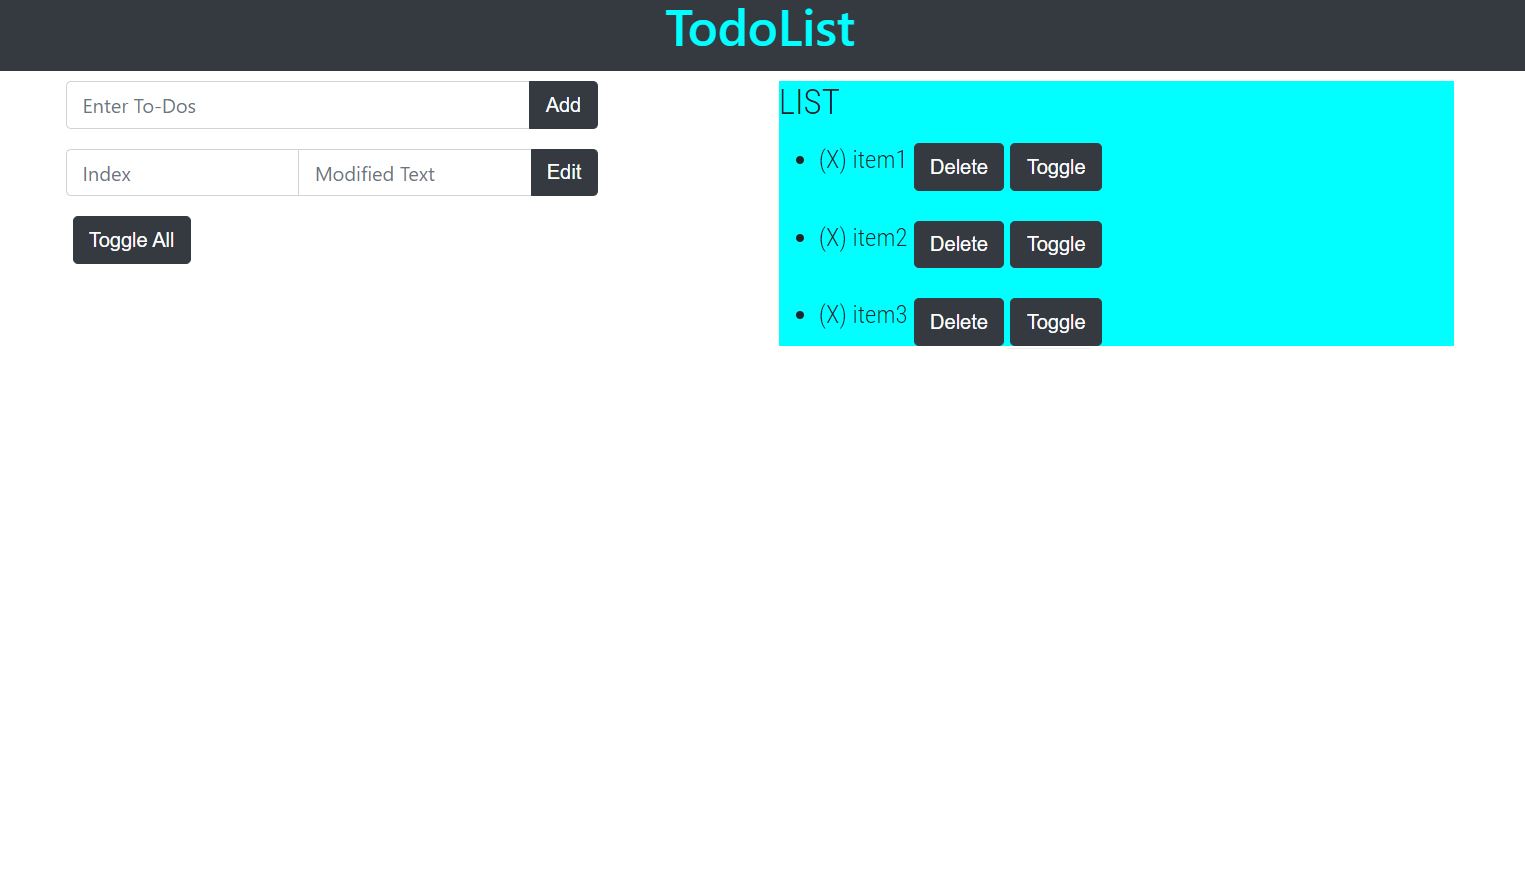 TodoList
Enter To-Dos Add
Index Modified Text Edit
Toggle All
LIST
(X) item1 Delete Toggle
(X) item2 Delete Toggle
(X) item3 Delete Toggle